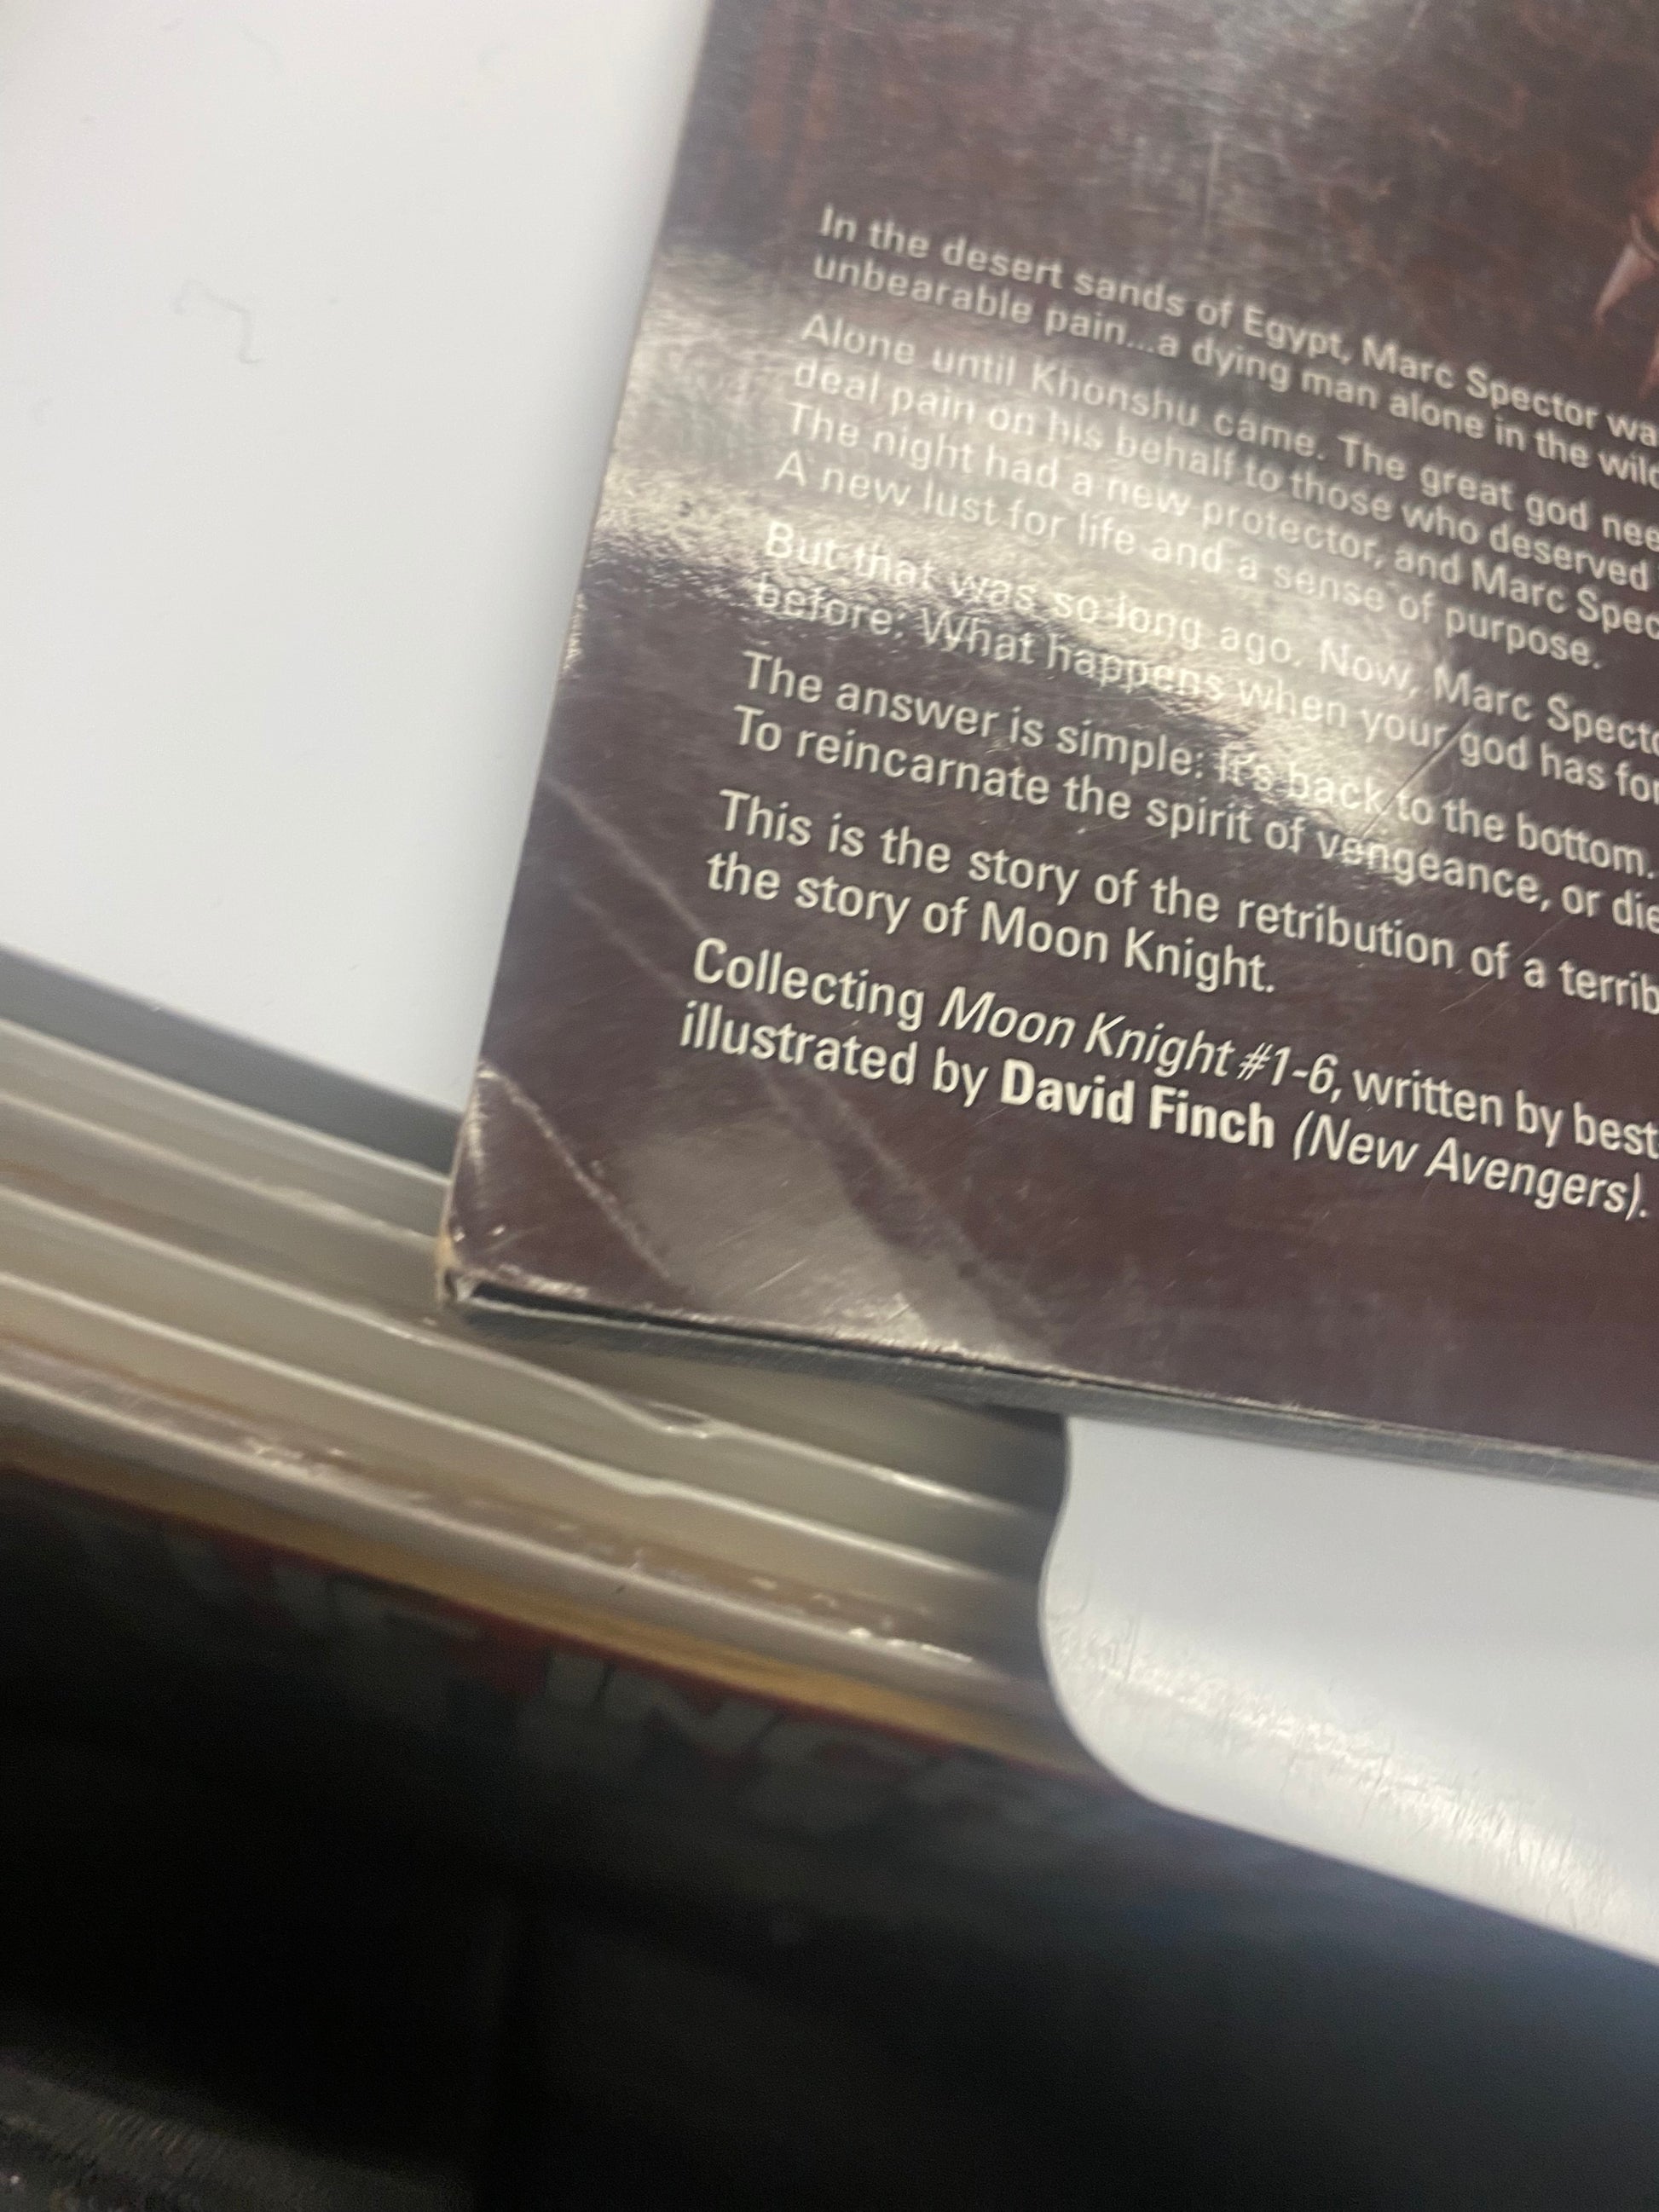 In the desert sands of Egypt, Marc Spector wa
unbearable pain...a dying man alone in the wild
Alone until Khonshu came. The great god nee
deal pain on his behalf to those who deserved
The night had a new protector, and Marc Spec
A new lust for life and a sense of purpose.
But that was so long ago. Now, Marc Specto
before: What happens when your god has for
The answer is simple: It's back to the bottom.
To reincarnate the spirit of vengeance, or die
This is the story of the retribution of a terrib
the story of Moon Knight.
Collecting Moon Knight #1-6, written by best
illustrated by David Finch (New Avengers).